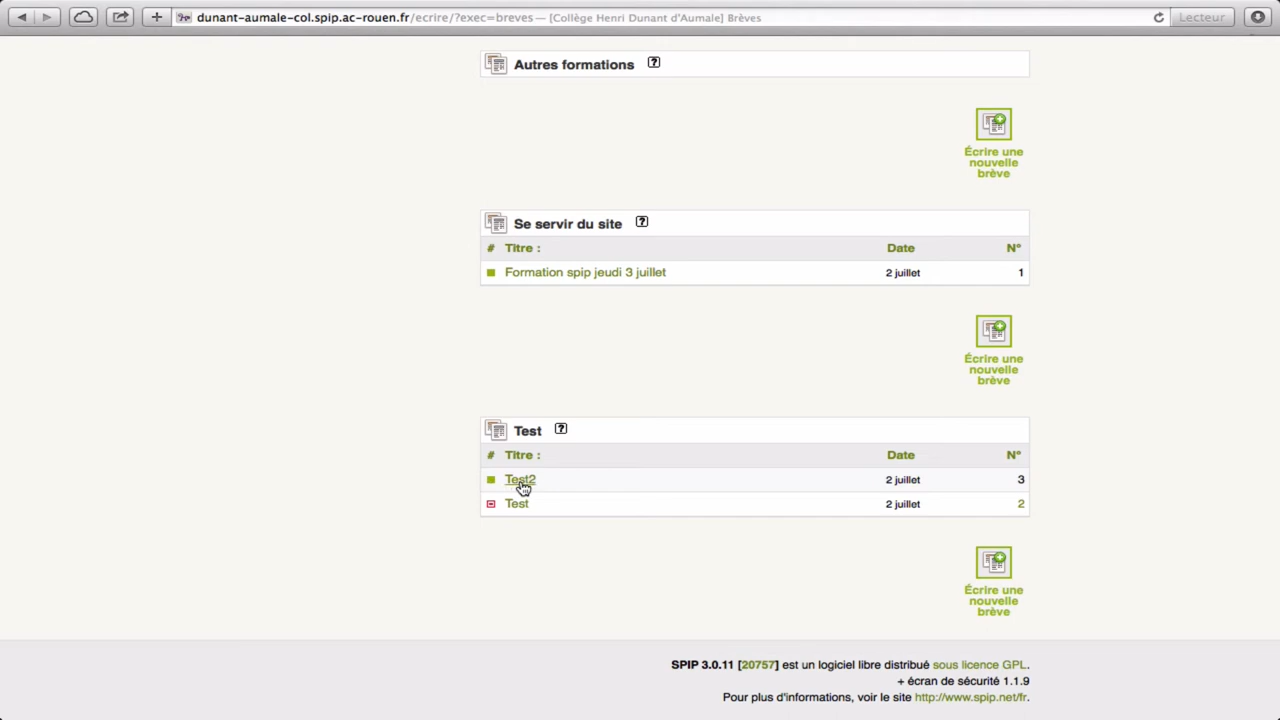 dunant-aumale-col.spip.ac-rouen.fr/ecrire/?exec=breves — [Collège Henri Dunant d'Aumale] Brèves
Lecteur
Autres formations ?
Écrire une
nouvelle
brève
Se servir du site ?
# Titre : Date N°
Formation spip jeudi 3 juillet 2 juillet 1
Écrire une
nouvelle
brève
Test ?
# Titre : Date N°
Test2 2 juillet 3
Test 2 juillet 2
Écrire une
nouvelle
brève
SPIP 3.0.11 [20757] est un logiciel libre distribué sous licence GPL.
+ écran de sécurité 1.1.9
Pour plus d'informations, voir le site http://www.spip.net/fr.